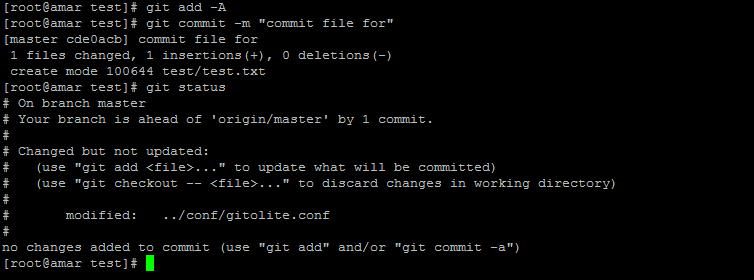 [root@amar test]# git add -A
[root@amar test]# git commit -m "commit file for"
[master cde0acb] commit file for
 1 files changed, 1 insertions(+), 0 deletions(-)
 create mode 100644 test/test.txt
[root@amar test]# git status
# On branch master
# Your branch is ahead of 'origin/master' by 1 commit.
#
# Changed but not updated:
#   (use "git add <file>..." to update what will be committed)
#   (use "git checkout -- <file>..." to discard changes in working directory)
#
#       modified:   ../conf/gitolite.conf
#
no changes added to commit (use "git add" and/or "git commit -a")
[root@amar test]#